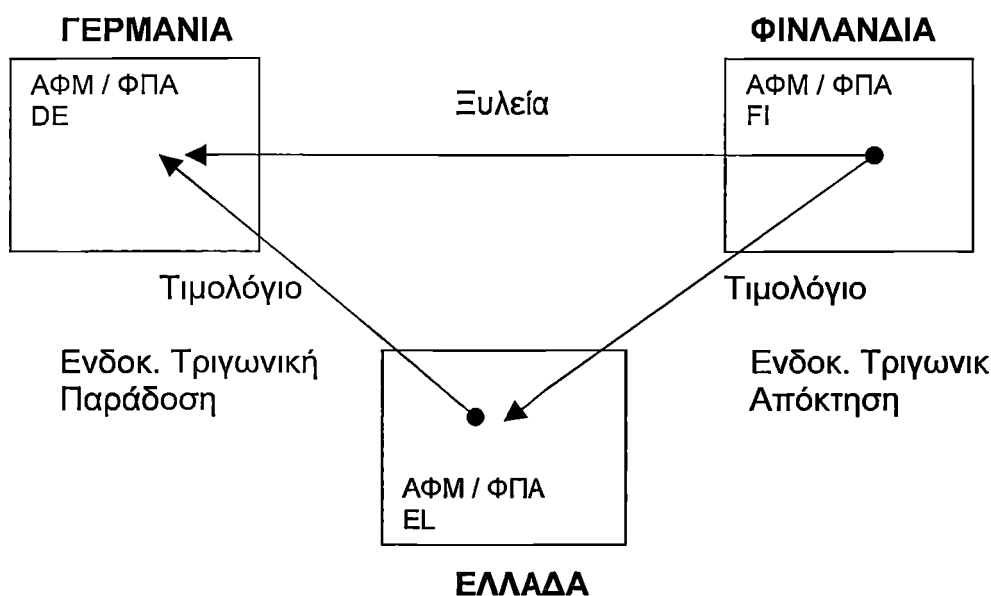 ΓΕΡΜΑΝΙΑ
ΦΙΝΛΑΝΔΙΑ
ΑΦΜ / ΦΠΑ
DE
ΑΦΜ / ΦΠΑ
FI
Ξυλεία
Τιμολόγιο
Τιμολόγιο
Ενδοκ. Τριγωνική
Παράδοση
Ενδοκ. Τριγωνικ
Απόκτηση
ΑΦΜ / ΦΠΑ
EL
ΕΛΛΑΔΑ